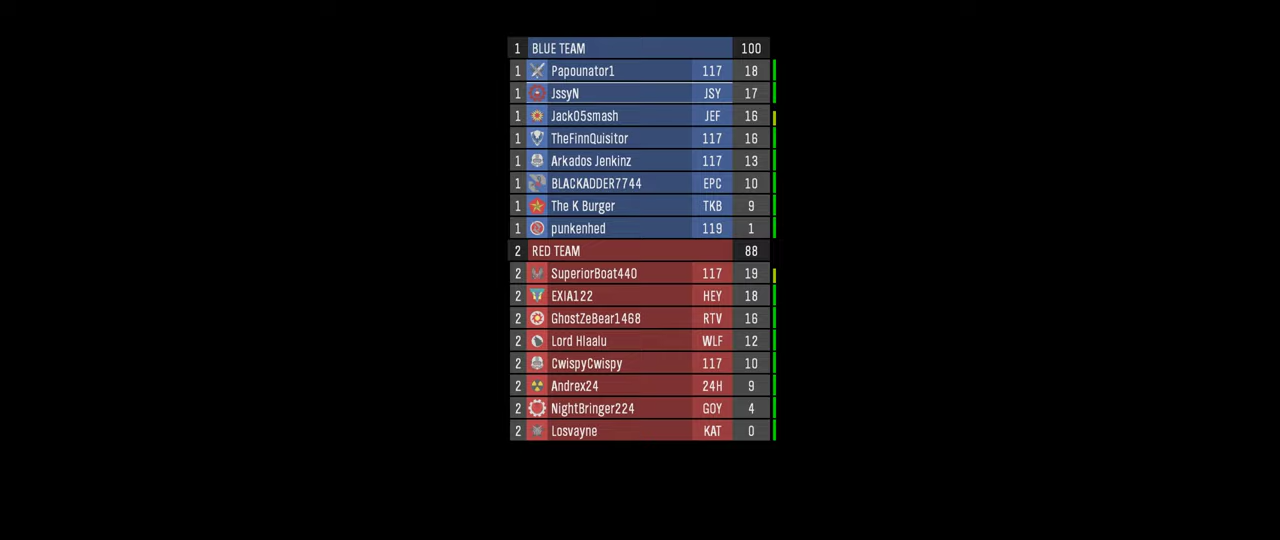 1 BLUE TEAM 100
1 Papounator1 117 18
1 JssyN JSY 17
1 Jack05smash JEF 16
1 TheFinnQuisitor 117 16
1 Arkados Jenkinz 117 13
1 BLACKADDER7744 EPC 10
1 The K Burger TKB 9
1 punkenhed 119 1
2 RED TEAM 88
2 SuperiorBoat440 117 19
2 EXIA122 HEY 18
2 GhostZeBear1468 RTV 16
2 Lord Hlaalu WLF 12
2 CwispyCwispy 117 10
2 Andrex24 24H 9
2 NightBringer224 GOY 4
2 Losvayne KAT 0